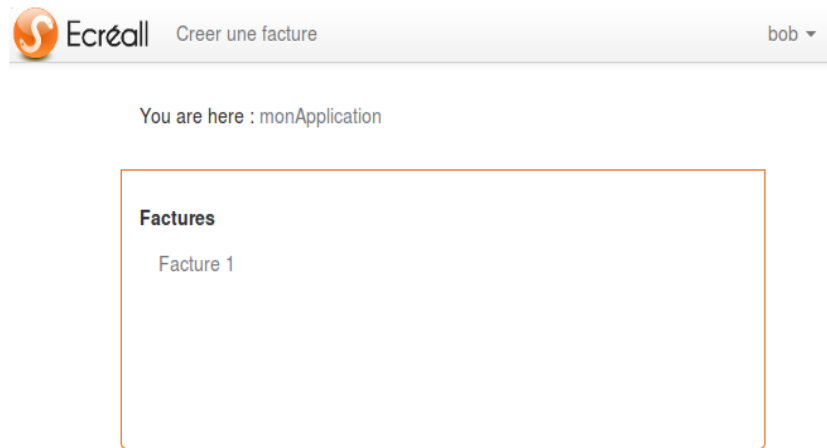 Ecréall Creer une facture bob
You are here : monApplication
Factures
Facture 1